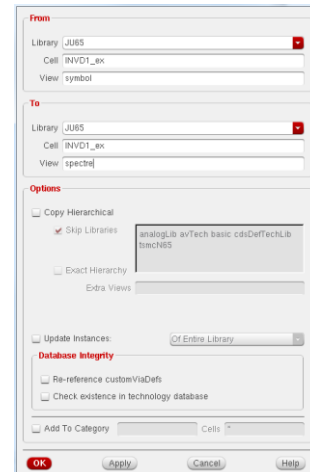 From
Library JU65
Cell INVD1_ex
View symbol
To
Library JU65
Cell INVD1_ex
View spectre
Options
Copy Hierarchical
Skip Libraries analogLib avTech basic cdsDefTechLib
tsmcN65
Exact Hierarchy
Extra Views
Update Instances: Of Entire Library
Database Integrity
Re-reference customViaDefs
Check existence in technology database
Add To Category Cells *
OK Apply Cancel Help